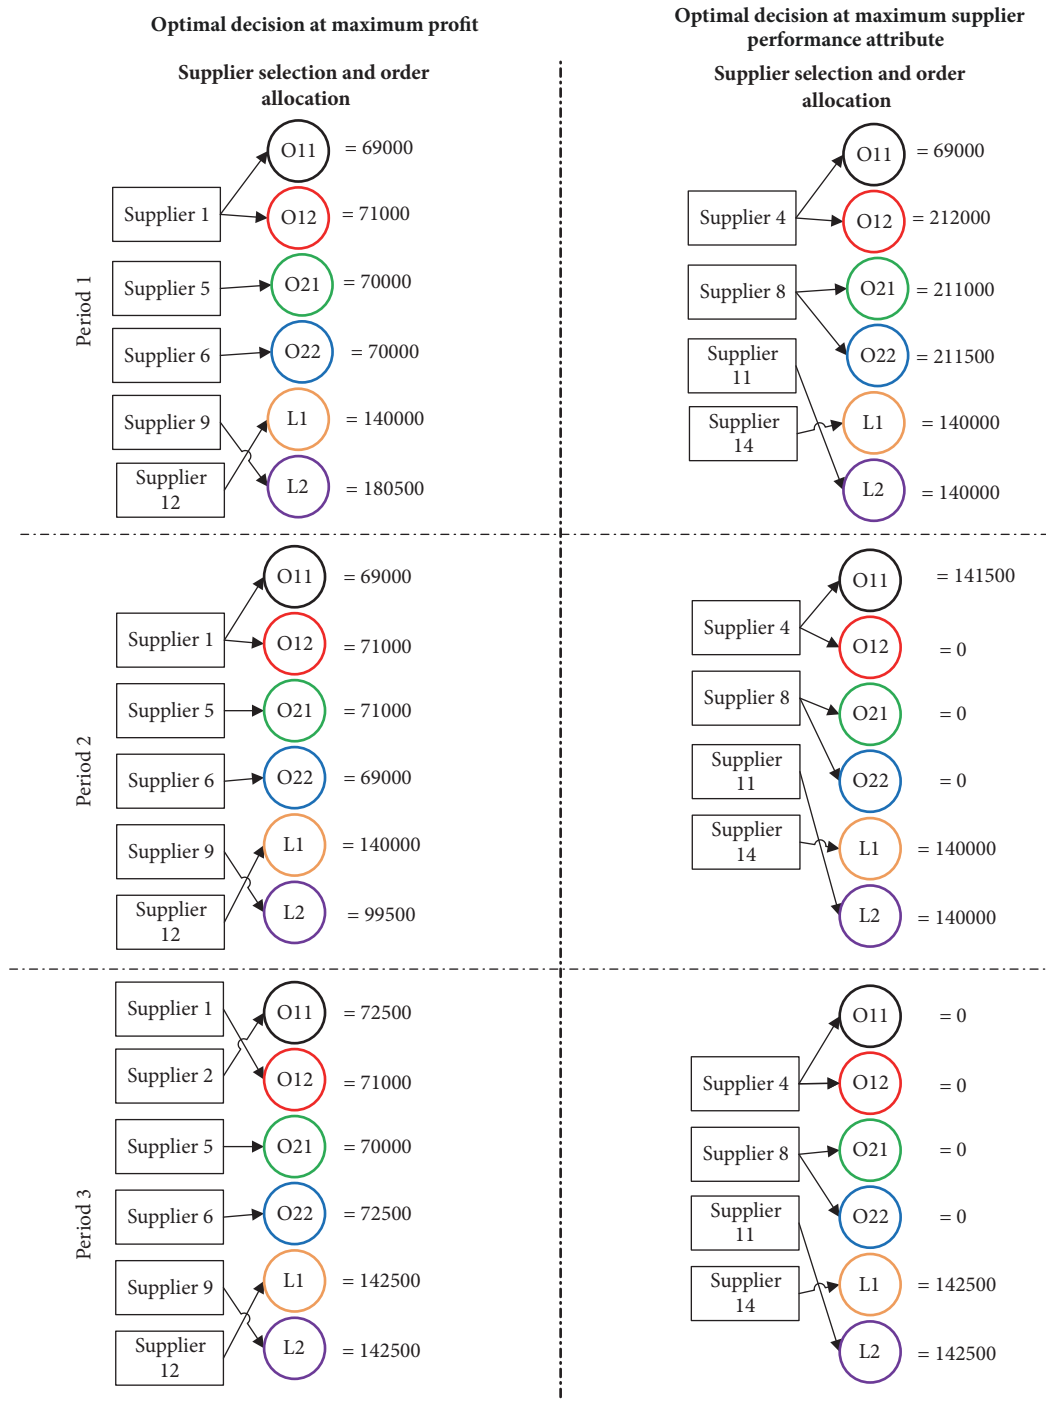 Optimal decision at maximum profit
Supplier selection and order
allocation
Period 1
Supplier 1
Supplier 5
Supplier 6
Supplier 9
Supplier
12
O11 = 69000
O12 = 71000
O21 = 70000
O22 = 70000
L1 = 140000
L2 = 180500
Optimal decision at maximum supplier
performance attribute
Supplier selection and order
allocation
Supplier 4
Supplier 8
Supplier
11
Supplier
14
O11 = 69000
O12 = 212000
O21 = 211000
O22 = 211500
L1 = 140000
L2 = 140000
Period 2
Supplier 1
Supplier 5
Supplier 6
Supplier 9
Supplier
12
O11 = 69000
O12 = 71000
O21 = 71000
O22 = 69000
L1 = 140000
L2 = 99500
Supplier 4
Supplier 8
Supplier
11
Supplier
14
O11 = 141500
O12 = 0
O21 = 0
O22 = 0
L1 = 140000
L2 = 140000
Period 3
Supplier 1
Supplier 2
Supplier 5
Supplier 6
Supplier 9
Supplier
12
O11 = 72500
O12 = 71000
O21 = 70000
O22 = 72500
L1 = 142500
L2 = 142500
Supplier 4
Supplier 8
Supplier
11
Supplier
14
O11 = 0
O12 = 0
O21 = 0
O22 = 0
L1 = 142500
L2 = 142500